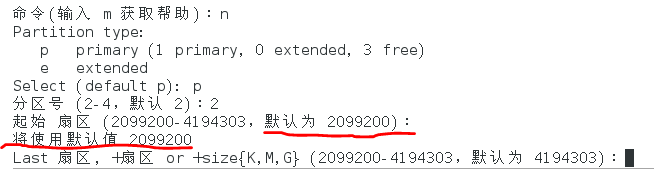 命令(输入 m 获取帮助)：n
Partition type:
   p   primary (1 primary, 0 extended, 3 free)
   e   extended
Select (default p): p
分区号 (2-4，默认 2)：2
起始 扇区 (2099200-4194303，默认为 2099200)：
将使用默认值 2099200
Last 扇区, +扇区 or +size{K,M,G} (2099200-4194303，默认为 4194303)：